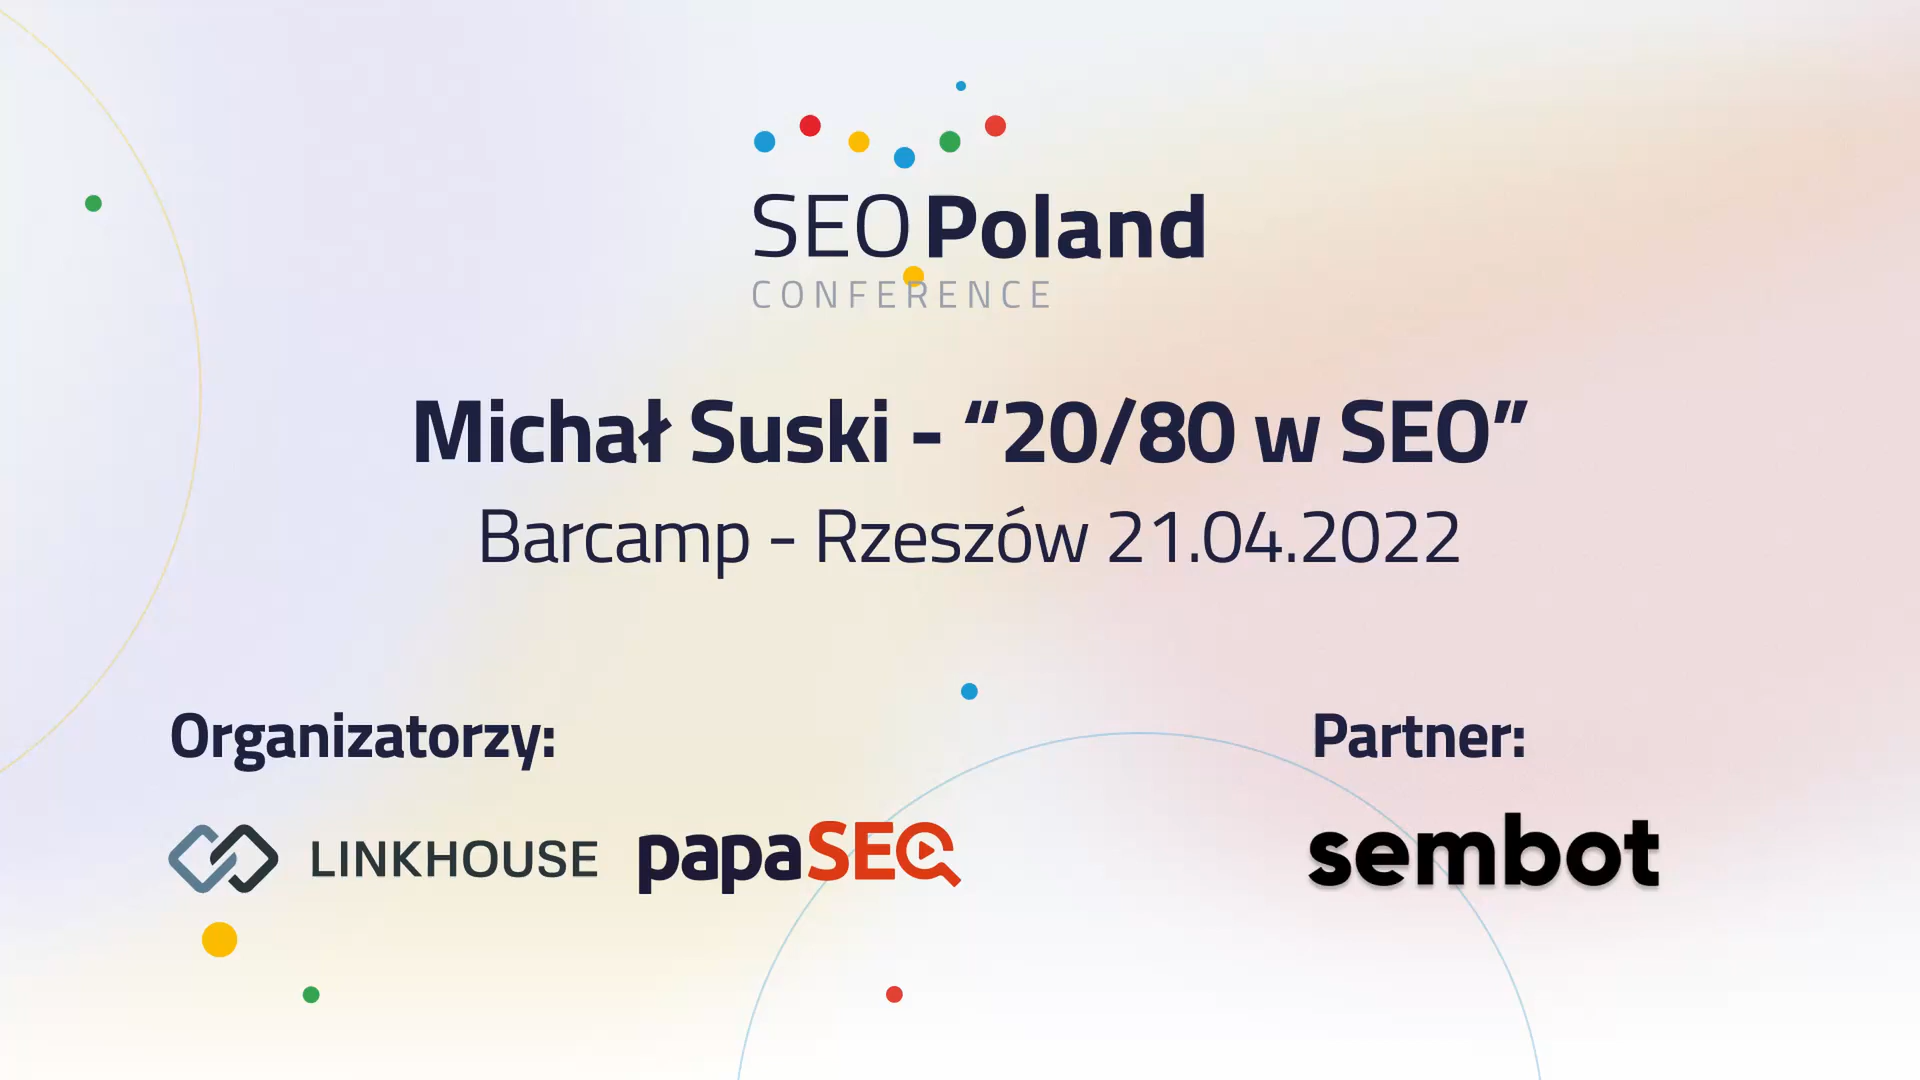 SEO Poland
CONFERENCE
Michał Suski - “20/80 w SEO”
Barcamp - Rzeszów 21.04.2022
Organizatorzy:
LINKHOUSE
papaSEO
Partner:
sembot